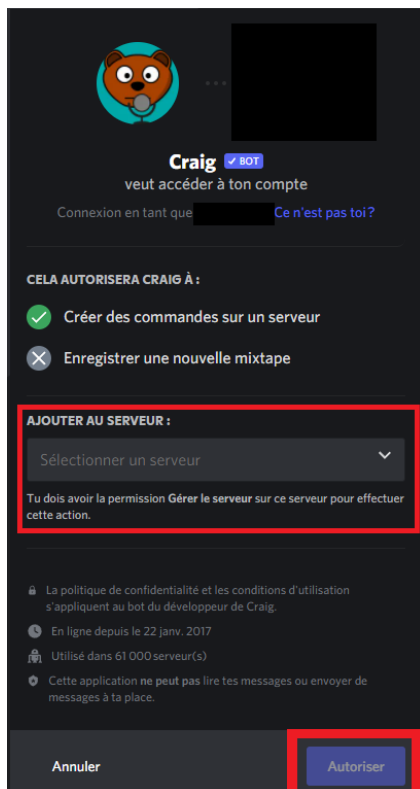 Craig ✓ BOT
veut accéder à ton compte
Connexion en tant que Ce n'est pas toi ?
CELA AUTORISERA CRAIG À :
Créer des commandes sur un serveur
Enregistrer une nouvelle mixtape
AJOUTER AU SERVEUR :
Sélectionner un serveur
Tu dois avoir la permission Gérer le serveur sur ce serveur pour effectuer
cette action.
La politique de confidentialité et les conditions d'utilisation
s'appliquent au bot du développeur de Craig.
En ligne depuis le 22 janv. 2017
Utilisé dans 61 000 serveur(s)
Cette application ne peut pas lire tes messages ou envoyer de
messages à ta place.
Annuler Autoriser